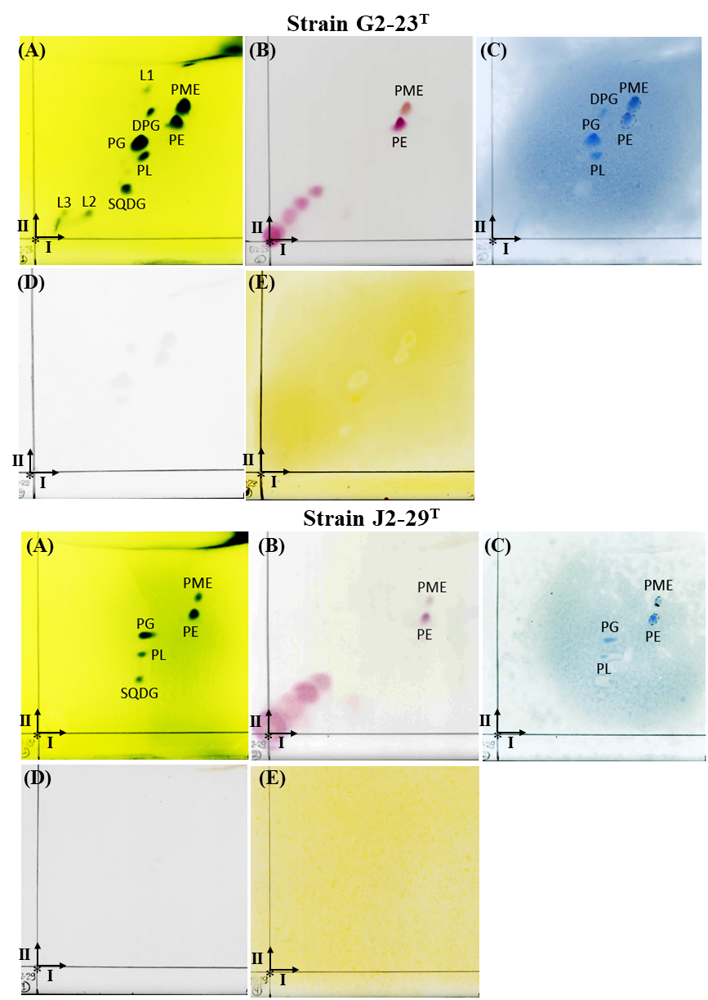 Strain G2-23ᵀ
(A) (B) (C)
L1
PME
DPG
PG PE
PL
SQDG
L3 L2
II
* I
PME
PE
II
* I
DPG PME
PG PE
PL
II
* I
(D) (E)
II
* I
II
* I
Strain J2-29ᵀ
(A) (B) (C)
PME
PG PE
PL
SQDG
II
* I
PME
PE
II
* I
PME
PG PE
PL
II
* I
(D) (E)
II
* I
II
* I